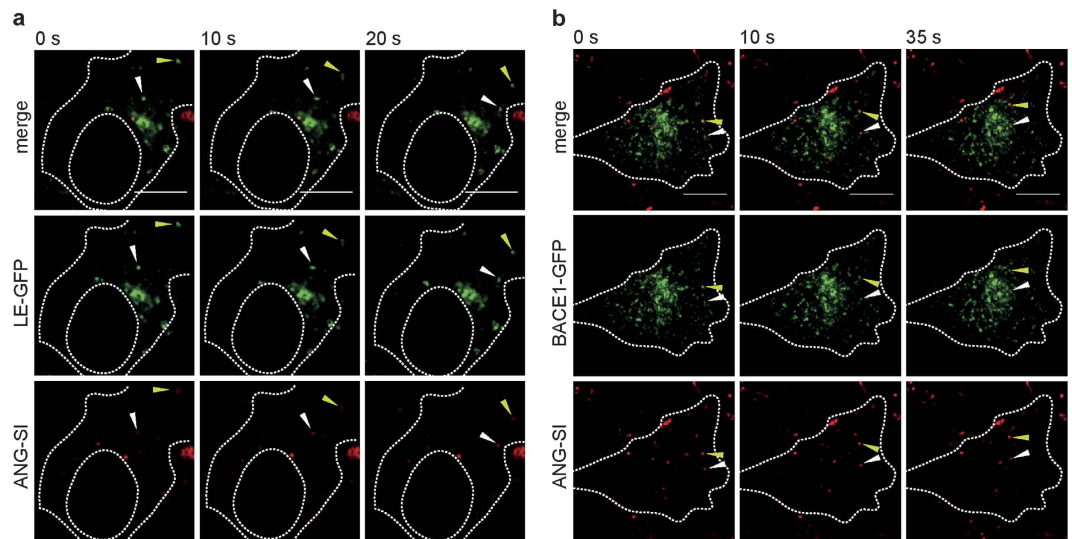 a
0 s 10 s 20 s
merge
LE-GFP
ANG-SI
b
0 s 10 s 35 s
merge
BACE1-GFP
ANG-SI